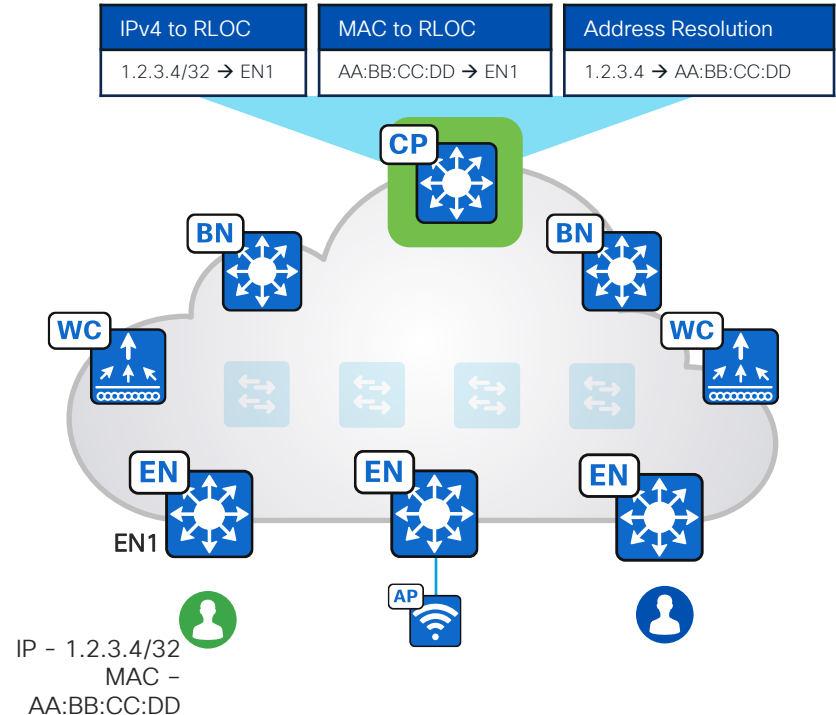 IPv4 to RLOC
MAC to RLOC
Address Resolution
1.2.3.4/32 → EN1
AA:BB:CC:DD → EN1
1.2.3.4 → AA:BB:CC:DD
CP
BN
BN
WC
WC
EN
EN
EN
EN1
AP
IP - 1.2.3.4/32
MAC –
AA:BB:CC:DD